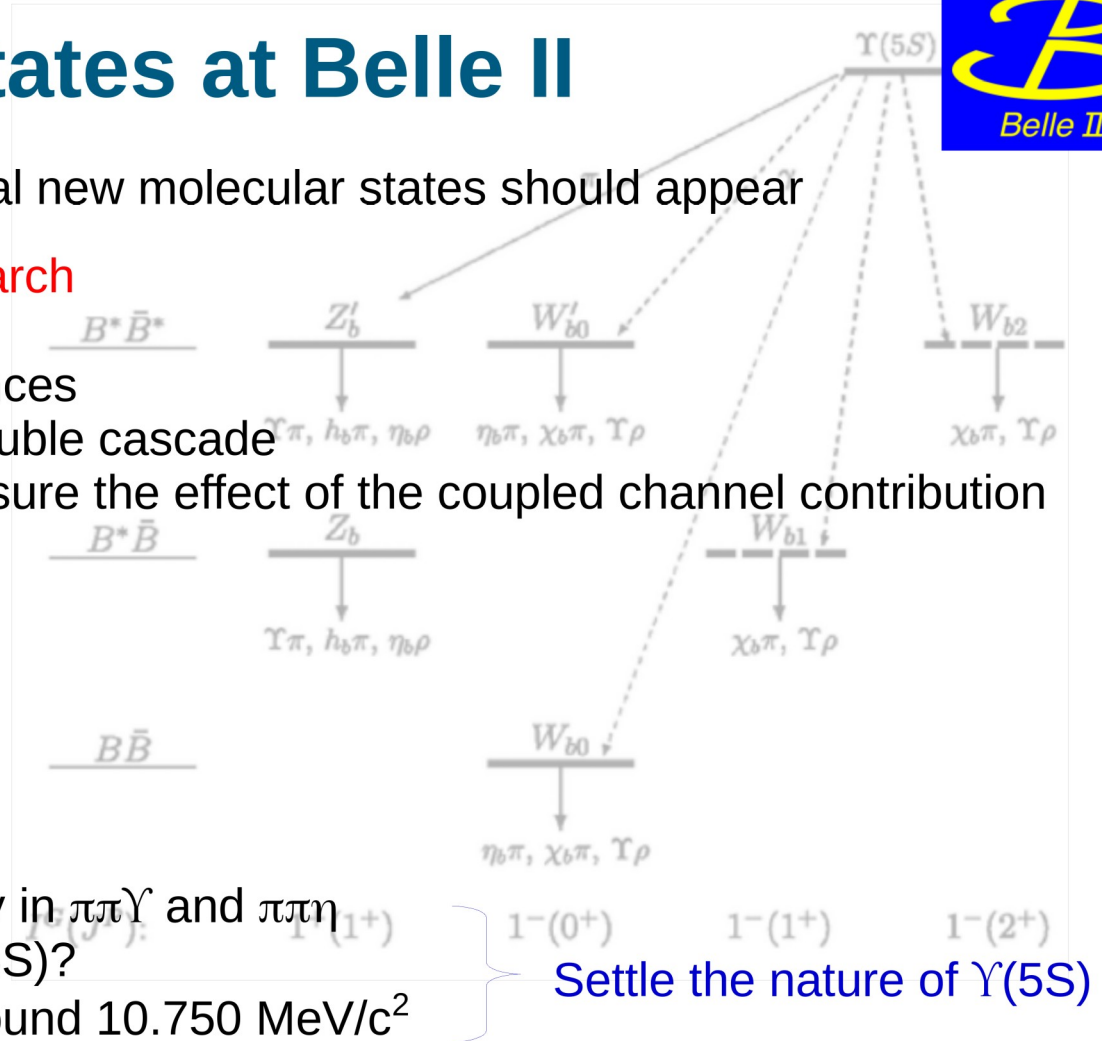 tates at Belle II
ϒ(5S)
Belle II
al new molecular states should appear
π γ
arch
B*B̄* Z′b W′b0 Wb2
ces
uble cascade
ϒπ, hbπ, ηbρ ηbπ, χbπ, ϒρ χbπ, ϒρ
sure the effect of the coupled channel contribution
B*B̄ Zb Wb1
ϒπ, hbπ, ηbρ χbπ, ϒρ
BB̄ Wb0
ηbπ, χbπ, ϒρ
y in ππϒ and ππη
1⁺(1⁺) 1⁻(0⁺) 1⁻(1⁺) 1⁻(2⁺)
S)?
Settle the nature of ϒ(5S)
ound 10.750 MeV/c²